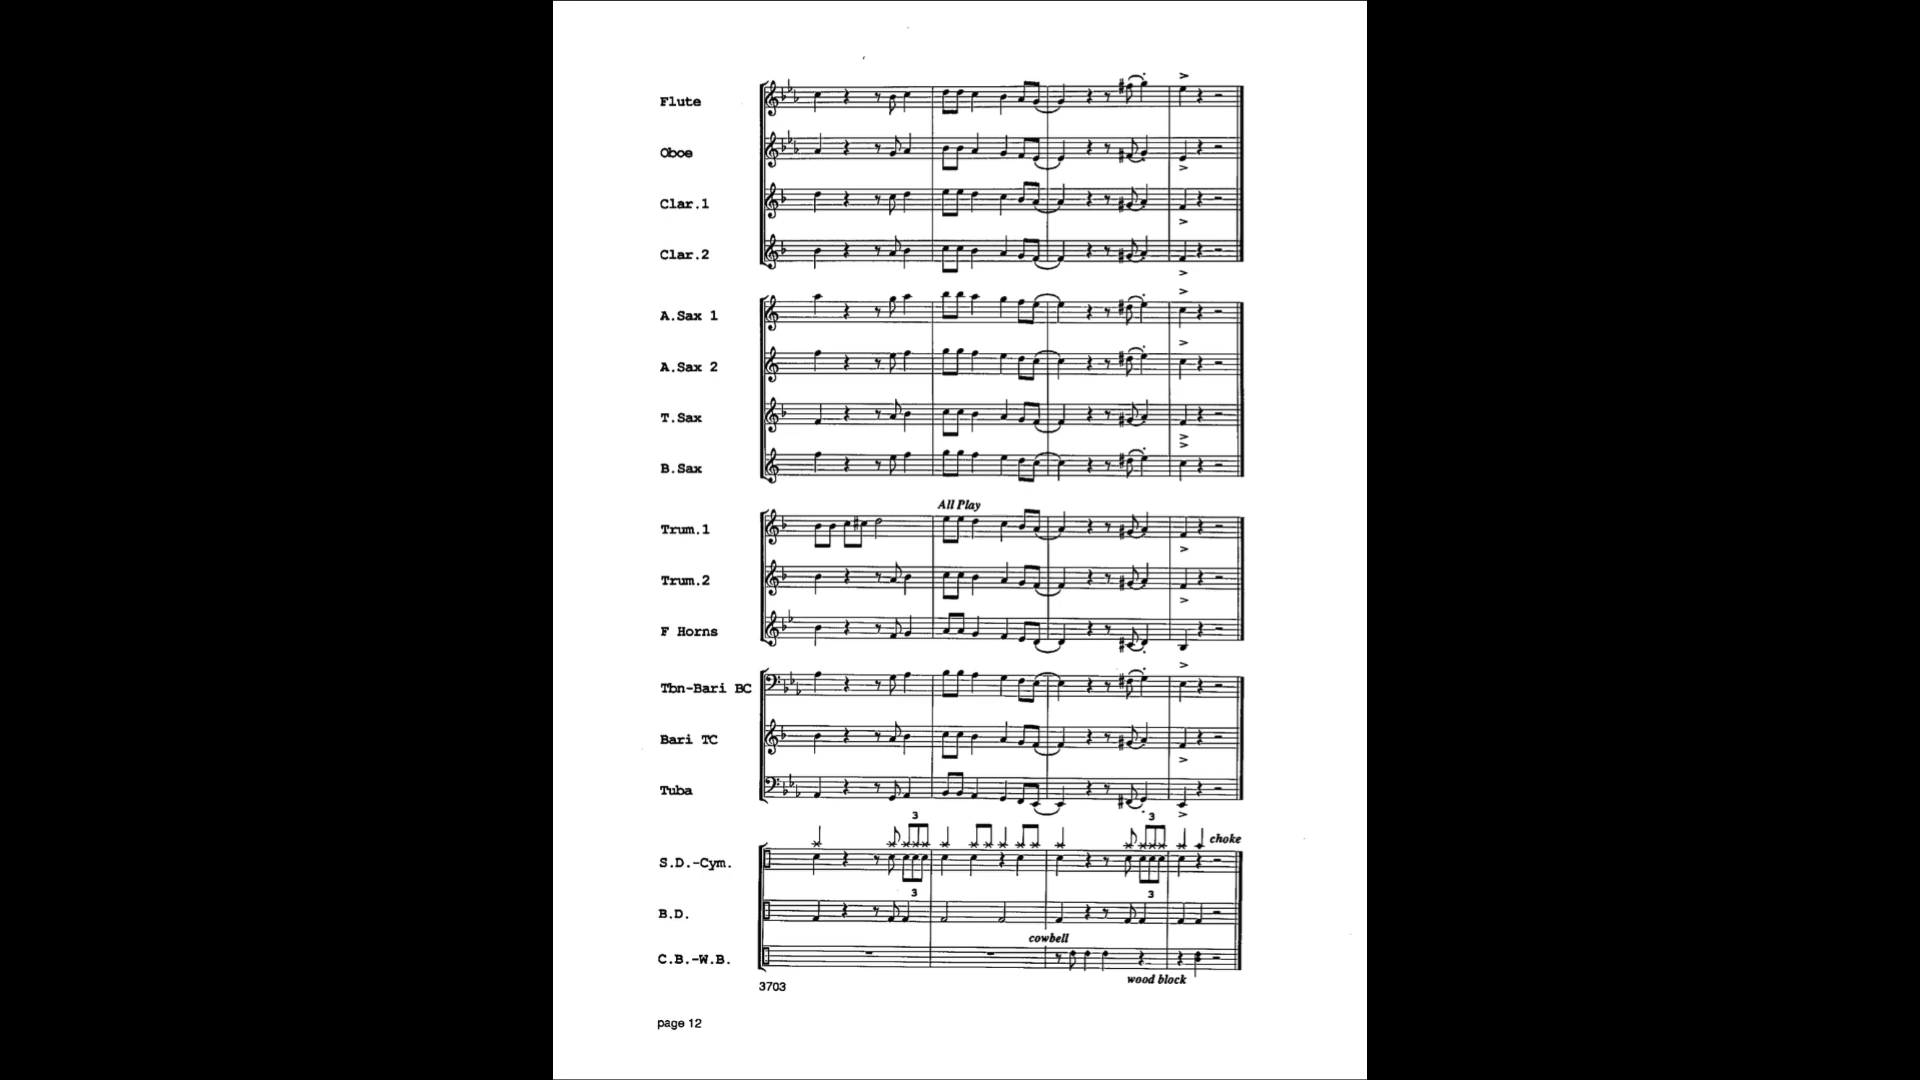 Flute
Oboe
Clar.1
Clar.2
A.Sax 1
A.Sax 2
T.Sax
B.Sax
All Play
Trum.1
Trum.2
F Horns
Tbn-Bari BC
Bari TC
Tuba
3
3
choke
S.D.-Cym.
3
3
B.D.
cowbell
C.B.-W.B.
wood block
3703
page 12